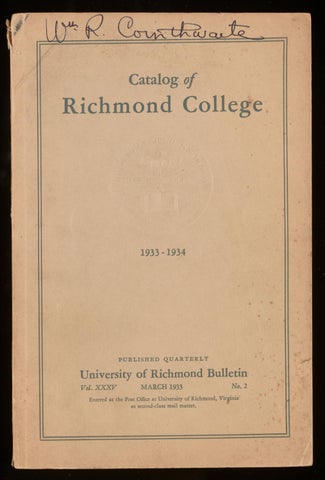 Wm R. Cornthwaite
Catalog of
Richmond College
1933-1934
PUBLISHED QUARTERLY
University of Richmond Bulletin
Vol. XXXV MARCH 1933 No. 2
Entered at the Post Office at University of Richmond, Virginia
as second-class mail matter.